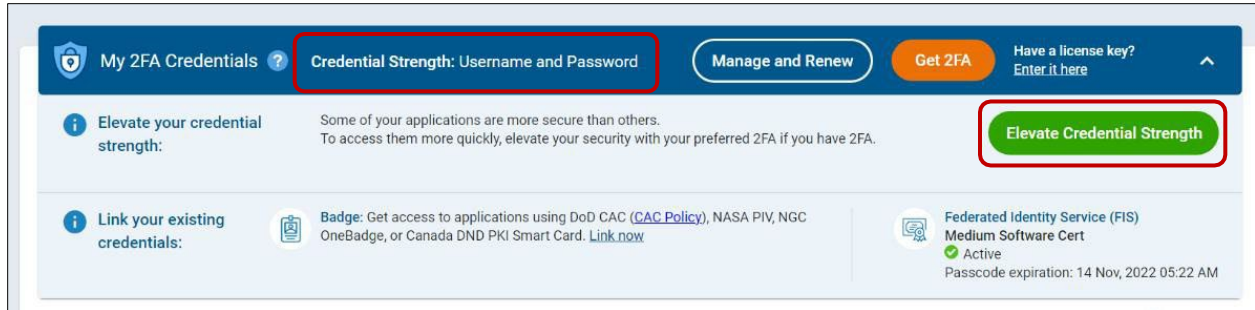 My 2FA Credentials ?
Credential Strength: Username and Password
Manage and Renew
Get 2FA
Have a license key?
Enter it here
Elevate your credential
strength:
Some of your applications are more secure than others.
To access them more quickly, elevate your security with your preferred 2FA if you have 2FA.
Elevate Credential Strength
Link your existing
credentials:
Badge: Get access to applications using DoD CAC (CAC Policy), NASA PIV, NGC
OneBadge, or Canada DND PKI Smart Card. Link now
Federated Identity Service (FIS)
Medium Software Cert
Active
Passcode expiration: 14 Nov, 2022 05:22 AM